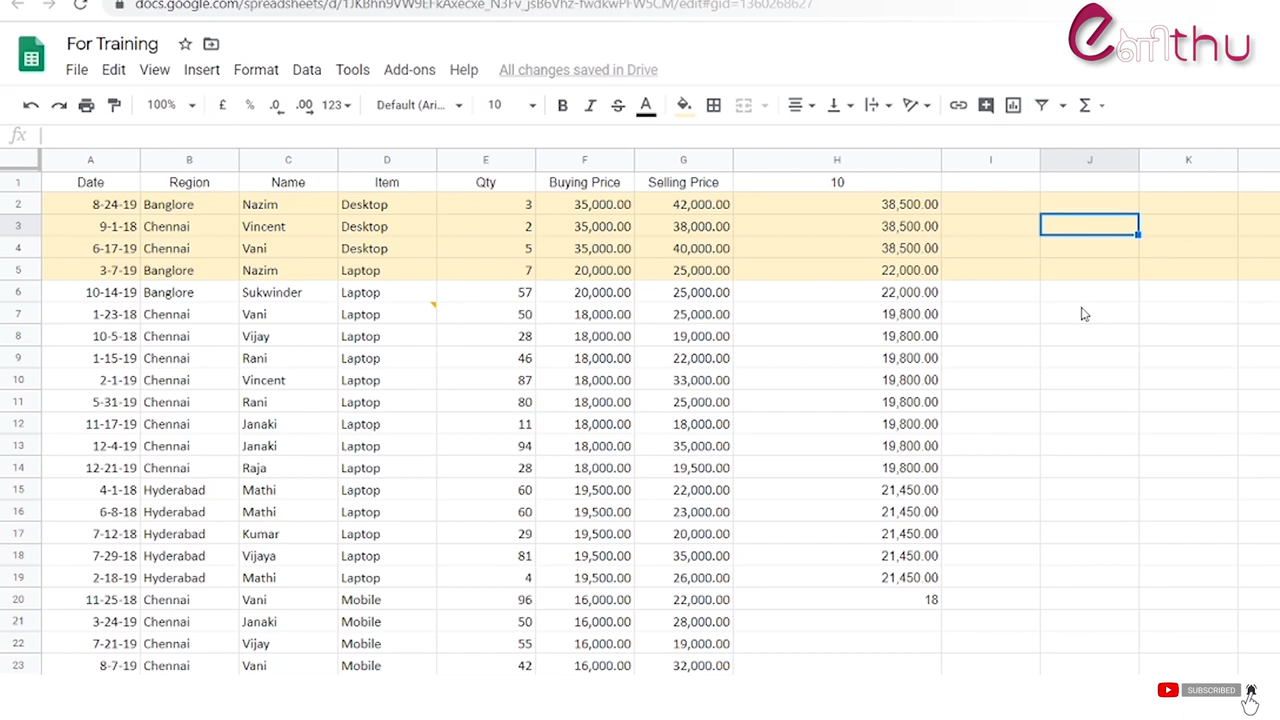 docs.google.com/spreadsheets/d/1JKBhn9VW9EFkAxecxe_N3Fv_jsB6Vhz-fwdkwPFW5CM/edit#gid=1360268627
eளிthu
For Training
File Edit View Insert Format Data Tools Add-ons Help All changes saved in Drive
100% £ % .0 .00 123 Default (Ari... 10 B I S A Σ
fx
A B C D E F G H I J K
1 Date Region Name Item Qty Buying Price Selling Price 10
2 8-24-19 Banglore Nazim Desktop 3 35,000.00 42,000.00 38,500.00
3 9-1-18 Chennai Vincent Desktop 2 35,000.00 38,000.00 38,500.00
4 6-17-19 Chennai Vani Desktop 5 35,000.00 40,000.00 38,500.00
5 3-7-19 Banglore Nazim Laptop 7 20,000.00 25,000.00 22,000.00
6 10-14-19 Banglore Sukwinder Laptop 57 20,000.00 25,000.00 22,000.00
7 1-23-18 Chennai Vani Laptop 50 18,000.00 25,000.00 19,800.00
8 10-5-18 Chennai Vijay Laptop 28 18,000.00 19,000.00 19,800.00
9 1-15-19 Chennai Rani Laptop 46 18,000.00 22,000.00 19,800.00
10 2-1-19 Chennai Vincent Laptop 87 18,000.00 33,000.00 19,800.00
11 5-31-19 Chennai Rani Laptop 80 18,000.00 25,000.00 19,800.00
12 11-17-19 Chennai Janaki Laptop 11 18,000.00 18,000.00 19,800.00
13 12-4-19 Chennai Janaki Laptop 94 18,000.00 35,000.00 19,800.00
14 12-21-19 Chennai Raja Laptop 28 18,000.00 19,500.00 19,800.00
15 4-1-18 Hyderabad Mathi Laptop 60 19,500.00 22,000.00 21,450.00
16 6-8-18 Hyderabad Mathi Laptop 60 19,500.00 23,000.00 21,450.00
17 7-12-18 Hyderabad Kumar Laptop 29 19,500.00 20,000.00 21,450.00
18 7-29-18 Hyderabad Vijaya Laptop 81 19,500.00 35,000.00 21,450.00
19 2-18-19 Hyderabad Mathi Laptop 4 19,500.00 26,000.00 21,450.00
20 11-25-18 Chennai Vani Mobile 96 16,000.00 22,000.00 18
21 3-24-19 Chennai Janaki Mobile 50 16,000.00 28,000.00
22 7-21-19 Chennai Vijay Mobile 55 16,000.00 19,000.00
23 8-7-19 Chennai Vani Mobile 42 16,000.00 32,000.00
SUBSCRIBED